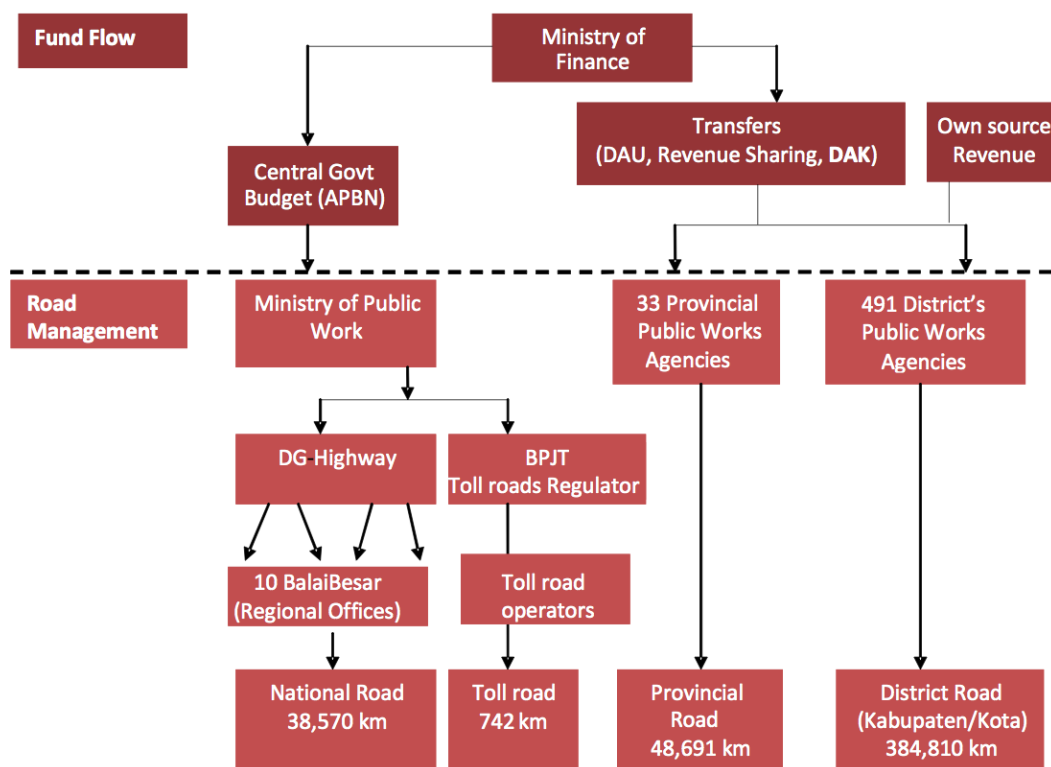 Fund Flow
Ministry of
Finance
Transfers
(DAU, Revenue Sharing, DAK)
Own source
Revenue
Central Govt
Budget (APBN)
Road
Management
Ministry of Public
Work
33 Provincial
Public Works
Agencies
491 District's
Public Works
Agencies
DG-Highway
BPJT
Toll roads Regulator
10 BalaiBesar
(Regional Offices)
Toll road
operators
National Road
38,570 km
Toll road
742 km
Provincial
Road
48,691 km
District Road
(Kabupaten/Kota)
384,810 km